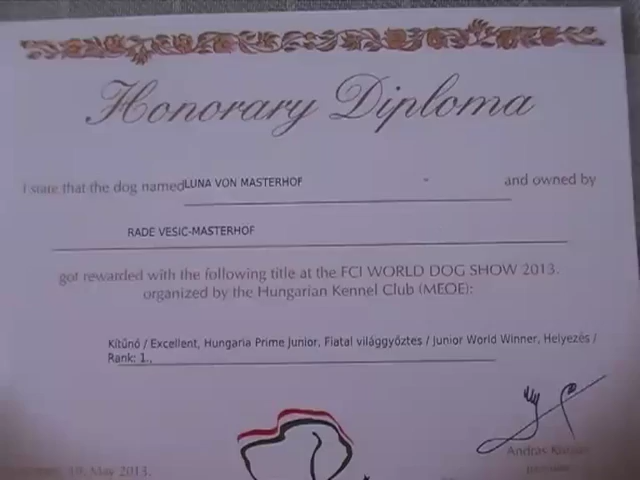 Honorary Diploma
I state that the dog named LUNA VON MASTERHOF - and owned by
RADE VESIC-MASTERHOF
got rewarded with the following title at the FCI WORLD DOG SHOW 2013.
organized by the Hungarian Kennel Club (MEOE):
Kítűnő / Excellent, Hungaria Prime Junior, Fiatal világgyőztes / Junior World Winner, Helyezés /
Rank: 1.,
András
19. May 2013.